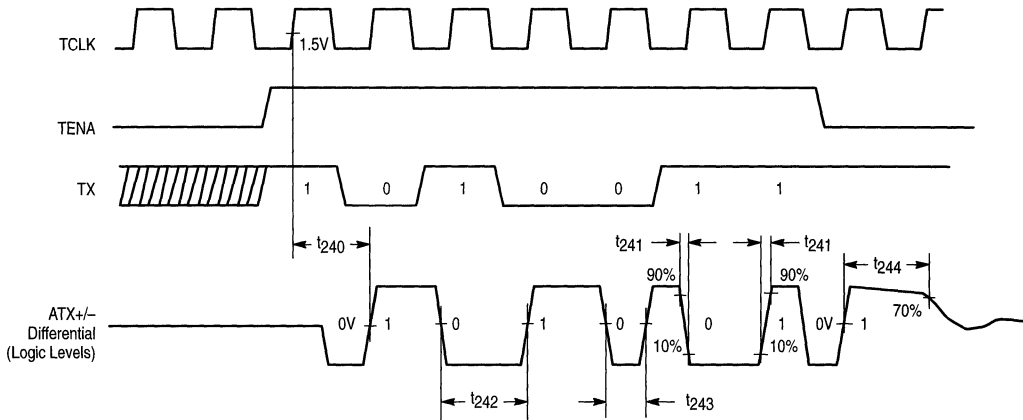 TCLK
1.5V
TENA
TX
1 0 1 0 0 1 1
t240
t241 t241
t244
90% 90%
70%
ATX+/–
Differential
(Logic Levels)
0V 1 0 1 0 0 1 0V 1
10% 10%
t242 t243